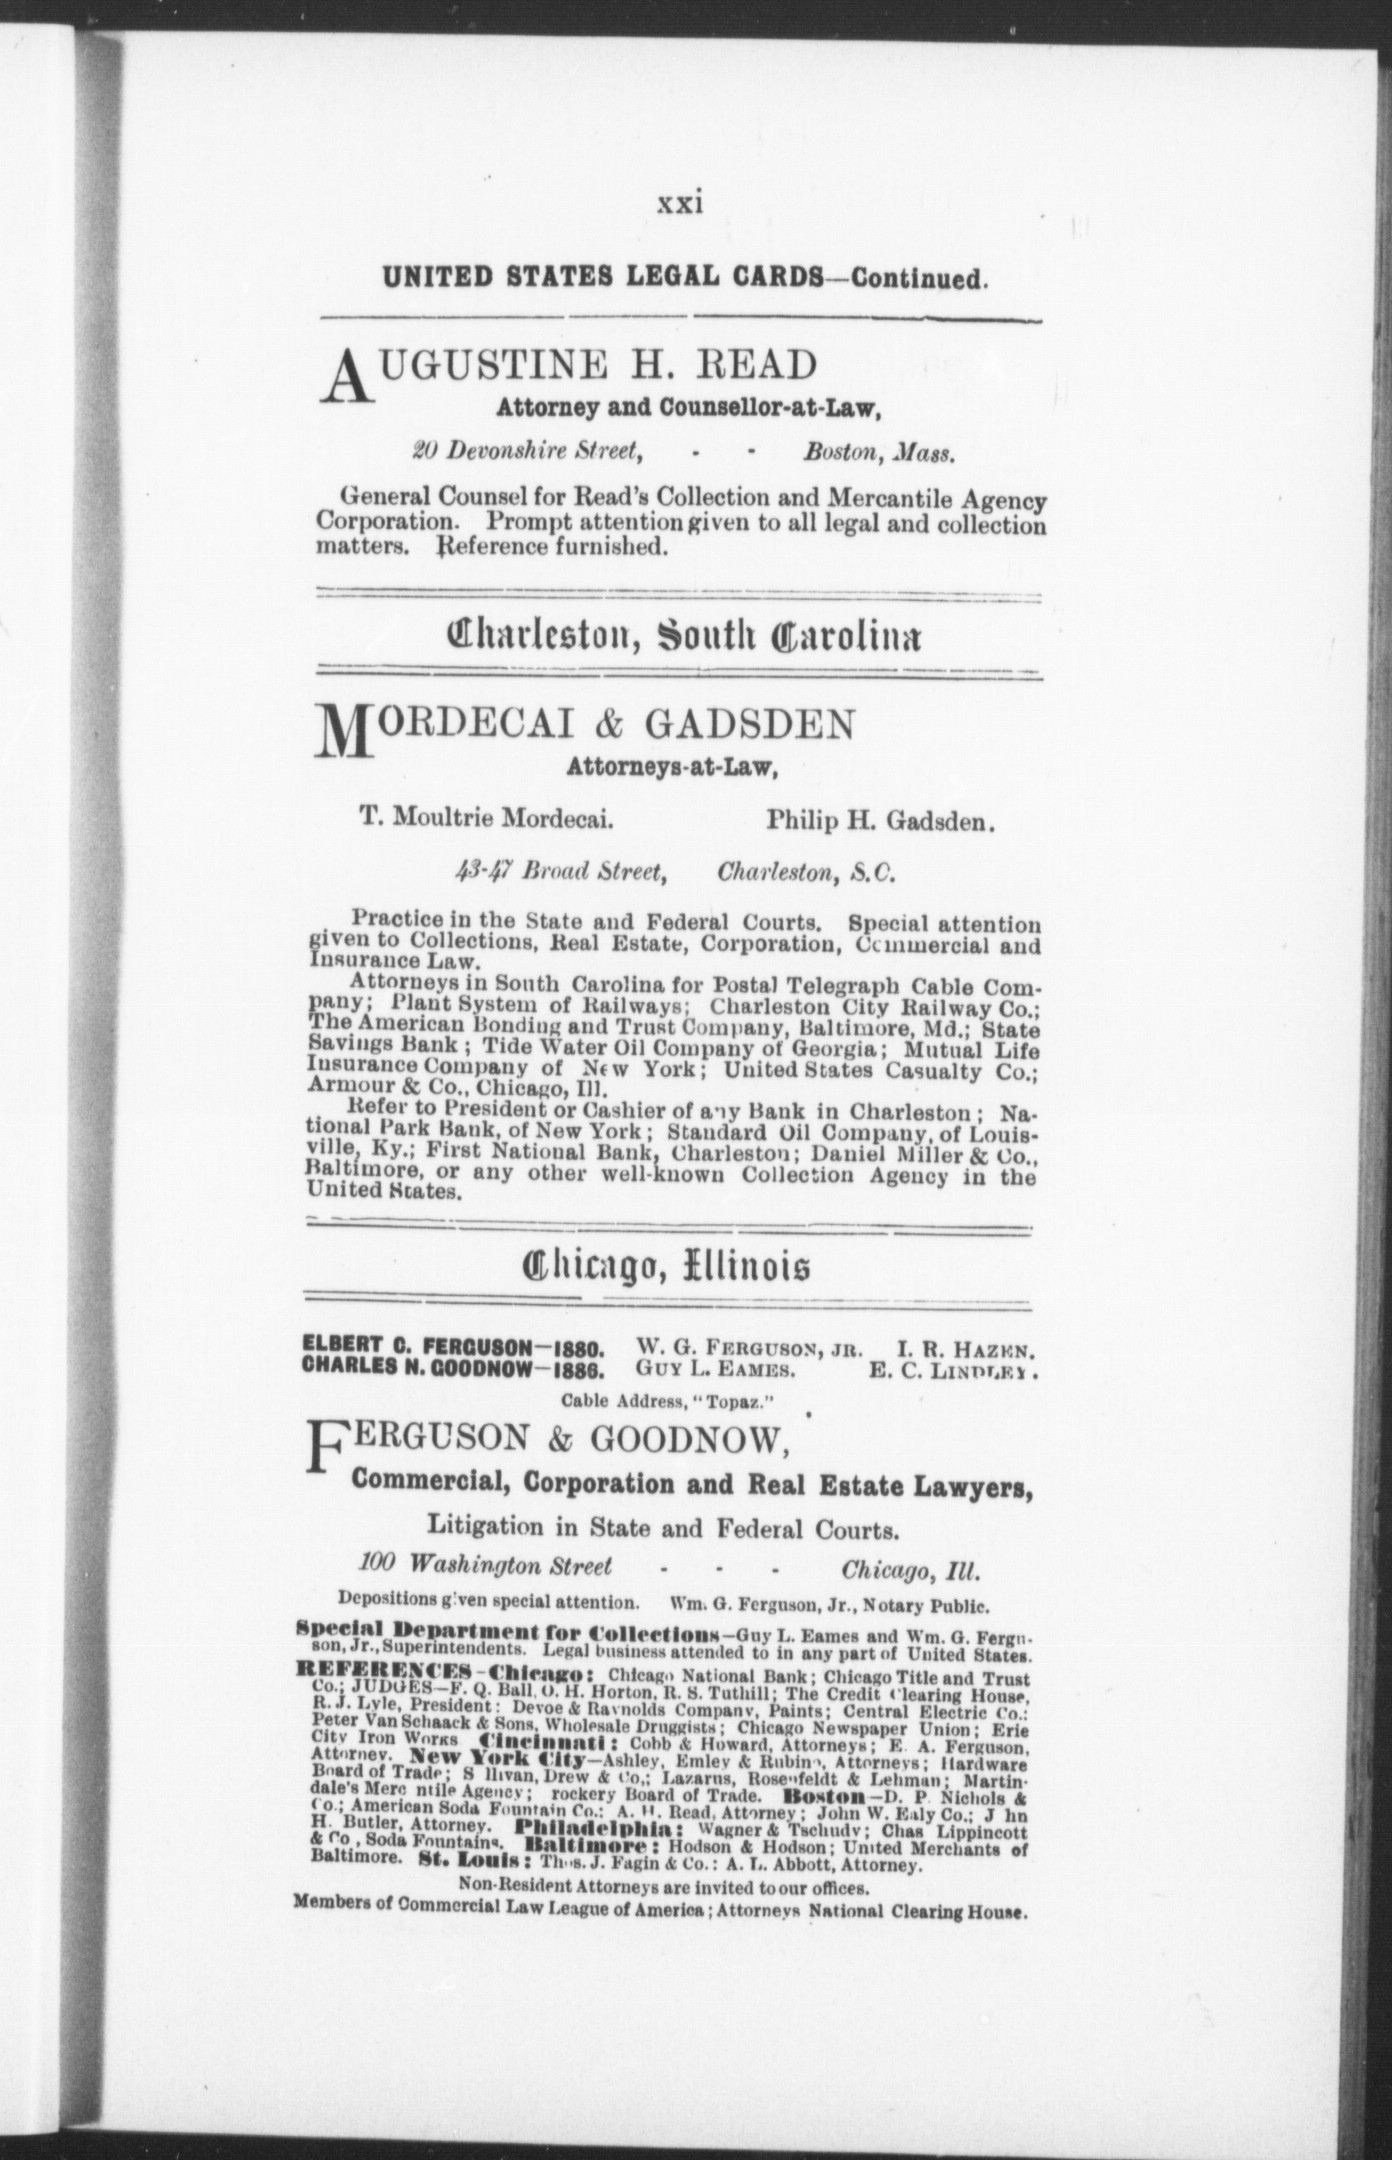 xxi
UNITED STATES LEGAL CARDS—Continued.
AUGUSTINE H. READ
Attorney and Counsellor-at-Law,
20 Devonshire Street, - - Boston, Mass.
General Counsel for Read's Collection and Mercantile Agency
Corporation. Prompt attention given to all legal and collection
matters. Reference furnished.
Charleston, South Carolina
MORDECAI & GADSDEN
Attorneys-at-Law,
T. Moultrie Mordecai. Philip H. Gadsden.
43-47 Broad Street, Charleston, S.C.
Practice in the State and Federal Courts. Special attention
given to Collections, Real Estate, Corporation, Commercial and
Insurance Law.
Attorneys in South Carolina for Postal Telegraph Cable Com-
pany; Plant System of Railways; Charleston City Railway Co.;
The American Bonding and Trust Company, Baltimore, Md.; State
Savings Bank; Tide Water Oil Company of Georgia; Mutual Life
Insurance Company of New York; United States Casualty Co.;
Armour & Co., Chicago, Ill.
Refer to President or Cashier of any Bank in Charleston; Na-
tional Park Bank, of New York; Standard Oil Company, of Louis-
ville, Ky.; First National Bank, Charleston; Daniel Miller & Co.,
Baltimore, or any other well-known Collection Agency in the
United States.
Chicago, Illinois
ELBERT C. FERGUSON—1880. W. G. FERGUSON, JR. I. R. HAZEN.
CHARLES N. GOODNOW—1886. GUY L. EAMES. E. C. LINDLEY.
Cable Address, "Topaz."
FERGUSON & GOODNOW,
Commercial, Corporation and Real Estate Lawyers,
Litigation in State and Federal Courts.
100 Washington Street - - - Chicago, Ill.
Depositions given special attention. Wm. G. Ferguson, Jr., Notary Public.
Special Department for Collections—Guy L. Eames and Wm. G. Fergu-
son, Jr., Superintendents. Legal business attended to in any part of United States.
REFERENCES-Chicago: Chicago National Bank; Chicago Title and Trust
Co.; JUDGES—F. Q. Ball, O. H. Horton, R. S. Tuthill; The Credit Clearing House,
R. J. Lyle, President: Devoe & Raynolds Company, Paints; Central Electric Co.:
Peter Van Schaack & Sons, Wholesale Druggists; Chicago Newspaper Union; Erie
City Iron Works Cincinnati: Cobb & Howard, Attorneys; E. A. Ferguson,
Attorney. New York City—Ashley, Emley & Rubino, Attorneys; Hardware
Board of Trade; S llivan, Drew & Co,; Lazarus, Rosenfeldt & Lehman; Martin-
dale's Merc ntile Agency; rockery Board of Trade. Boston—D. P. Nichols &
Co.; American Soda Fountain Co.: A. H. Read, Attorney; John W. Ealy Co.; J hn
H. Butler, Attorney. Philadelphia: Wagner & Tschudy; Chas Lippincott
& Co, Soda Fountains. Baltimore: Hodson & Hodson; United Merchants of
Baltimore. St. Louis: Thos. J. Fagin & Co.: A. L. Abbott, Attorney.
Non-Resident Attorneys are invited to our offices.
Members of Commercial Law League of America; Attorneys National Clearing House.